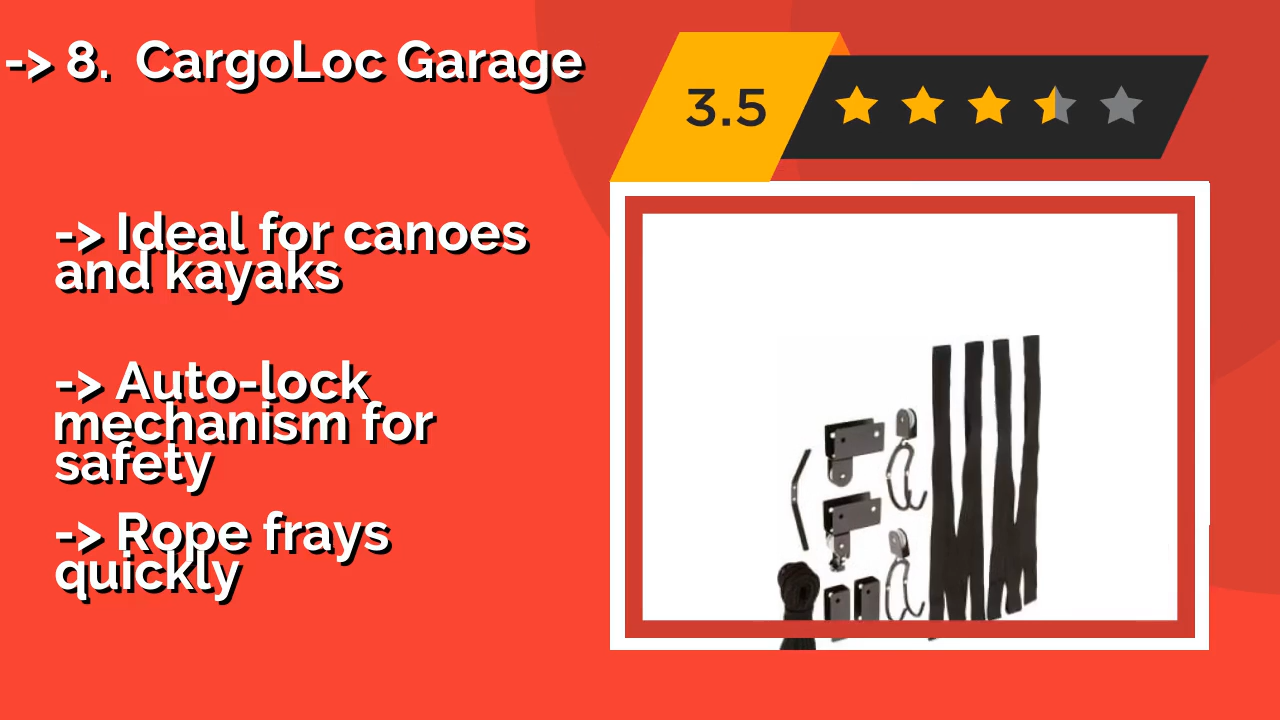 -> 8.  CargoLoc Garage
3.5
-> Ideal for canoes
and kayaks
-> Auto-lock
mechanism for
safety
-> Rope frays
quickly